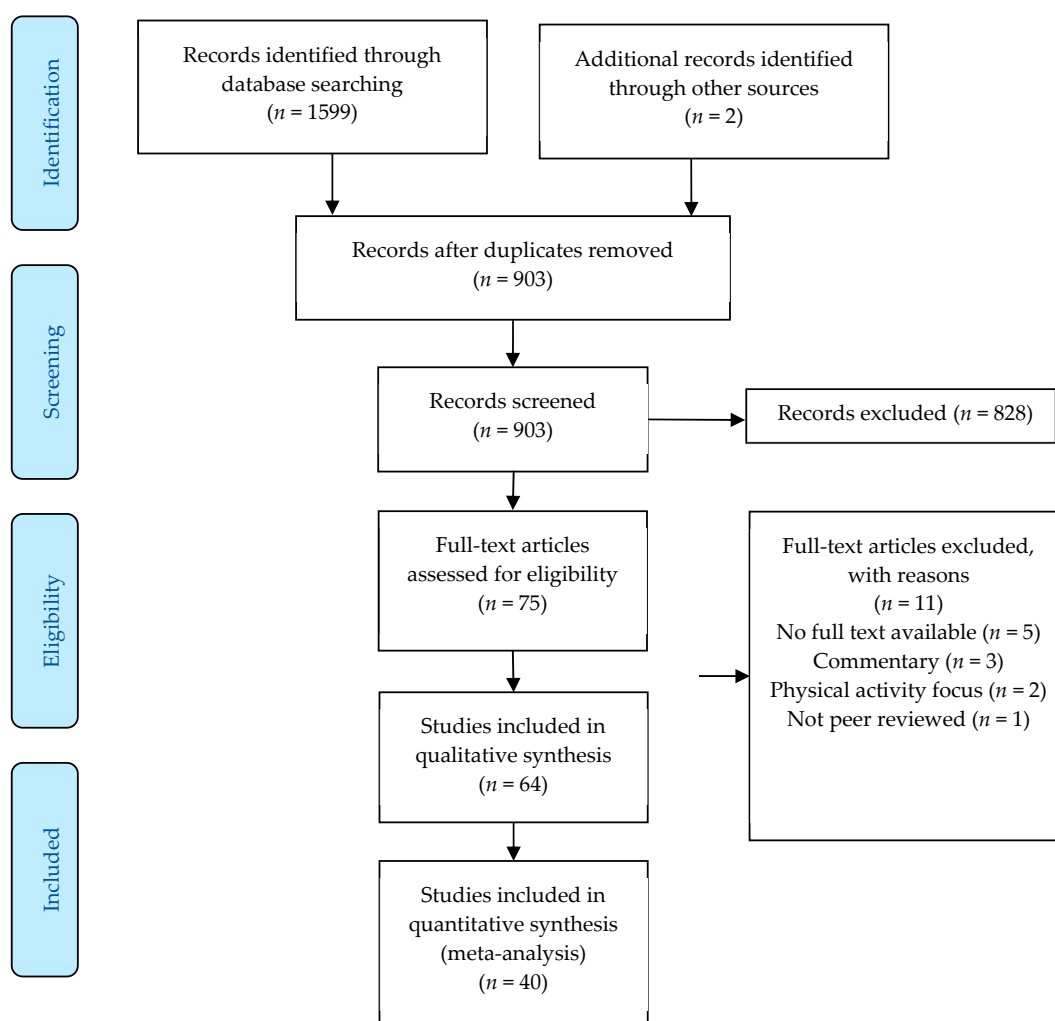 Identification
Records identified through
database searching
(n = 1599)
Additional records identified
through other sources
(n = 2)
Records after duplicates removed
(n = 903)
Screening
Records screened
(n = 903)
Records excluded (n = 828)
Eligibility
Full-text articles
assessed for eligibility
(n = 75)
Full-text articles excluded,
with reasons
(n = 11)
No full text available (n = 5)
Commentary (n = 3)
Physical activity focus (n = 2)
Not peer reviewed (n = 1)
Studies included in
qualitative synthesis
(n = 64)
Included
Studies included in
quantitative synthesis
(meta-analysis)
(n = 40)